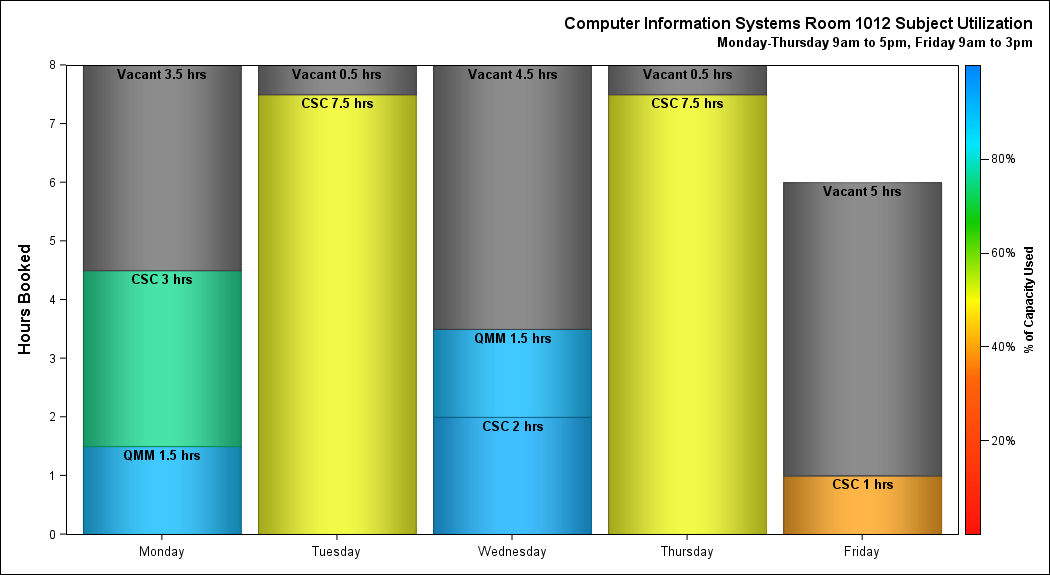 Computer Information Systems Room 1012 Subject Utilization
Monday-Thursday 9am to 5pm, Friday 9am to 3pm
Hours Booked
8
7
6
5
4
3
2
1
0
Vacant 3.5 hrs
CSC 3 hrs
QMM 1.5 hrs
Vacant 0.5 hrs
CSC 7.5 hrs
Vacant 4.5 hrs
QMM 1.5 hrs
CSC 2 hrs
Vacant 0.5 hrs
CSC 7.5 hrs
Vacant 5 hrs
CSC 1 hrs
Monday
Tuesday
Wednesday
Thursday
Friday
80%
60%
40%
20%
% of Capacity Used